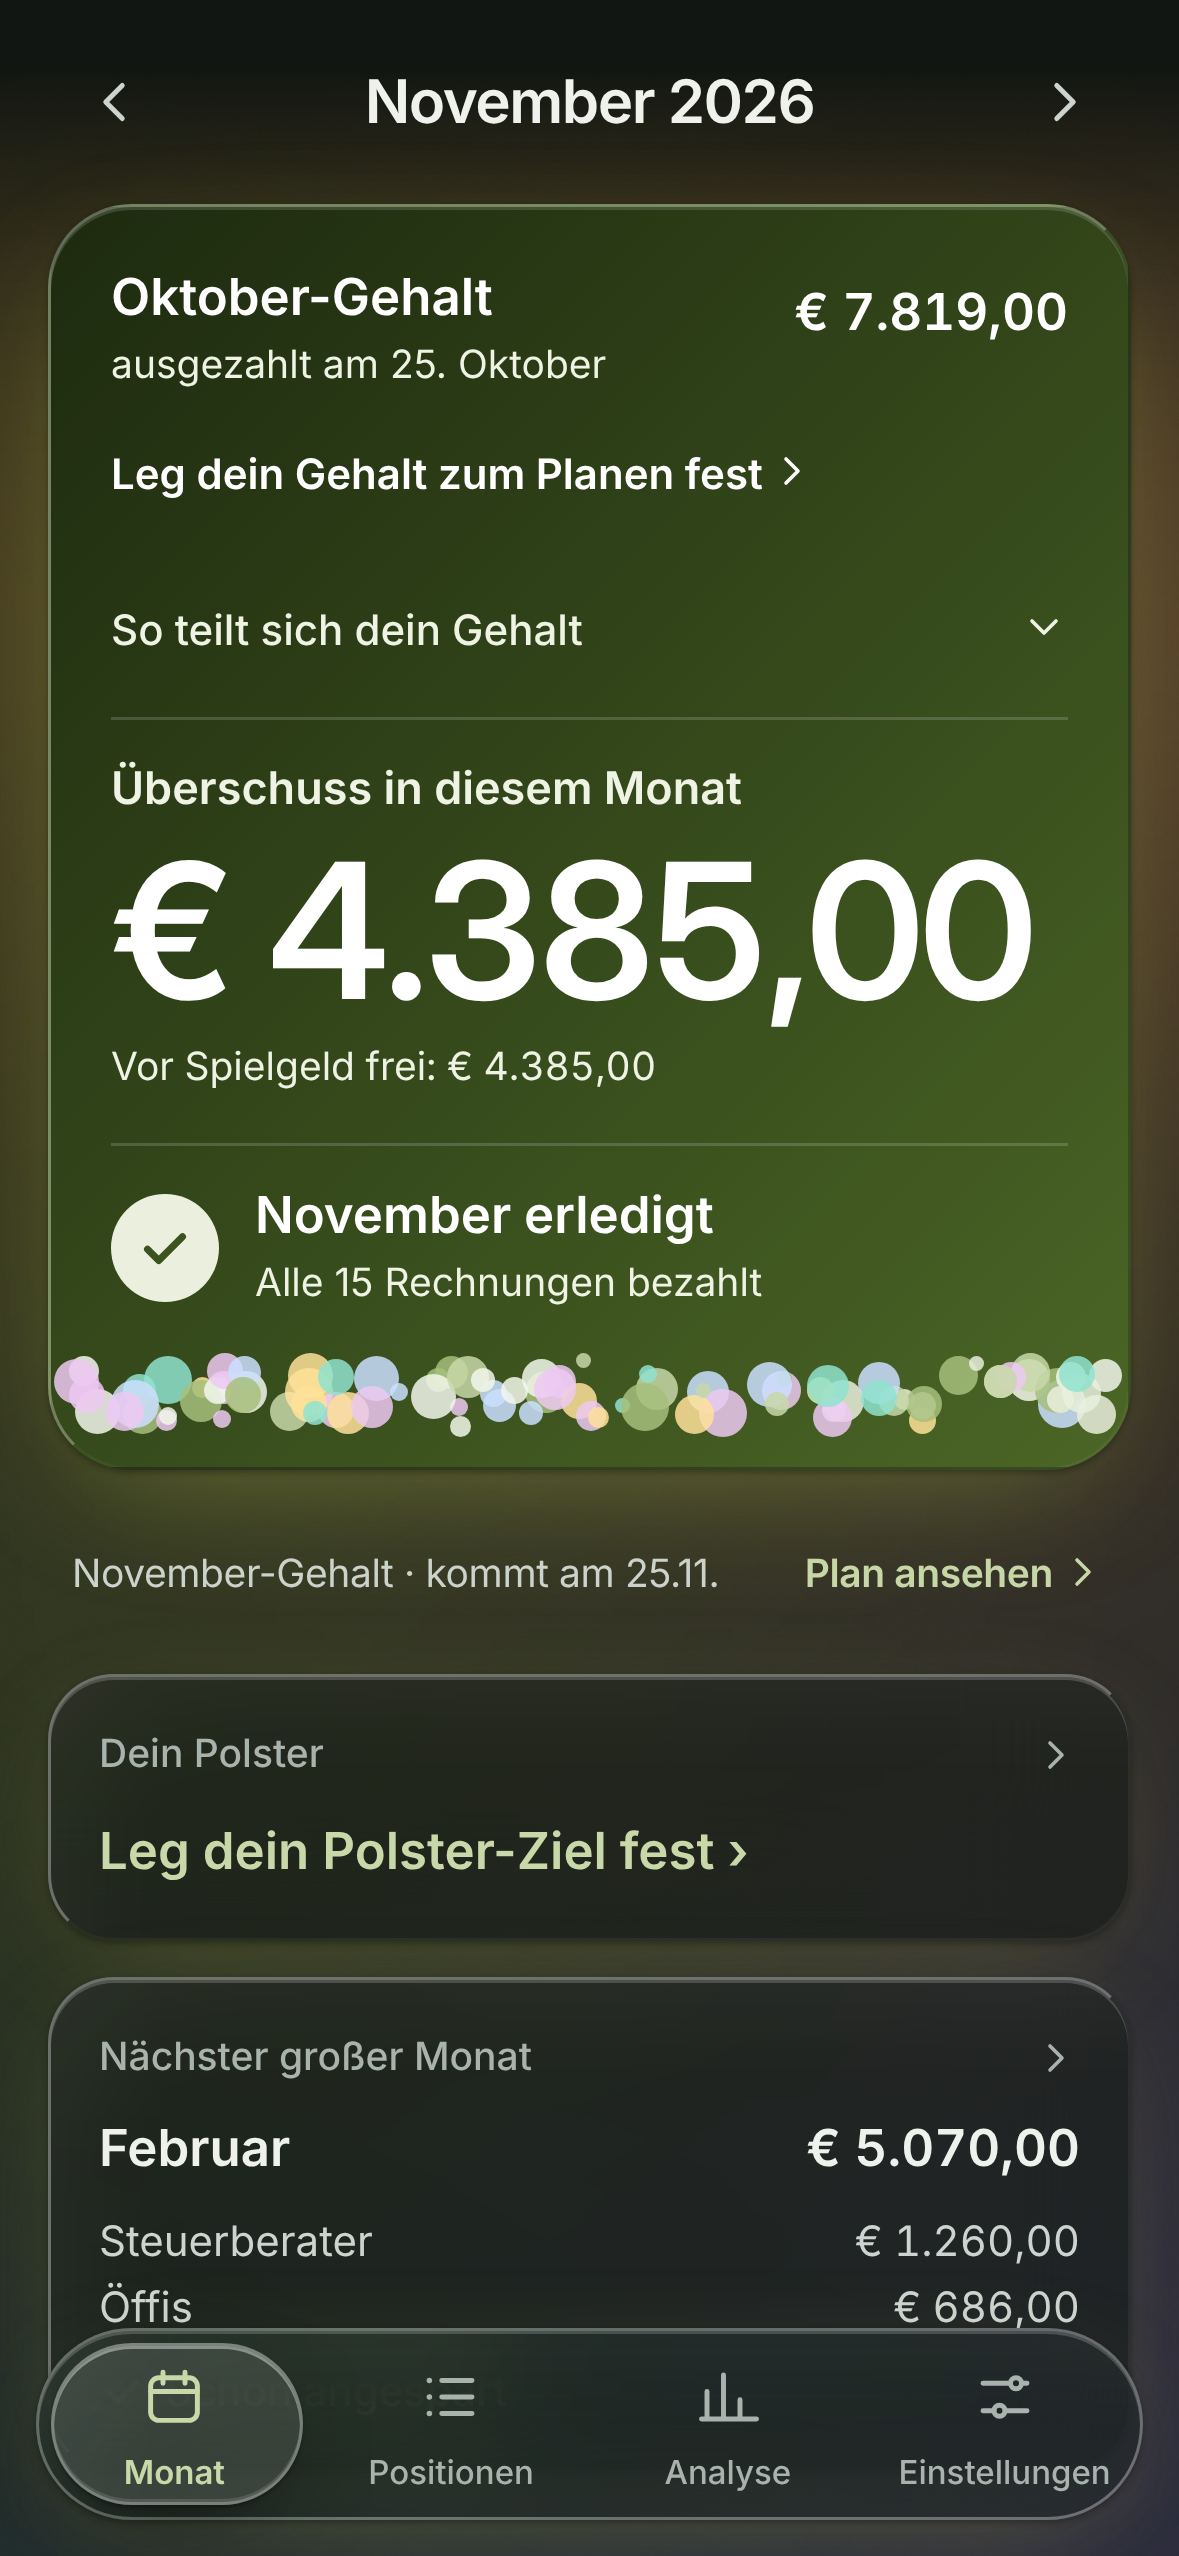 November 2026
Oktober-Gehalt
€ 7.819,00
ausgezahlt am 25. Oktober
Leg dein Gehalt zum Planen fest
So teilt sich dein Gehalt
Überschuss in diesem Monat
€ 4.385,00
Vor Spielgeld frei: € 4.385,00
November erledigt
Alle 15 Rechnungen bezahlt
November-Gehalt · kommt am 25.11.
Plan ansehen
Dein Polster
Leg dein Polster-Ziel fest ›
Nächster großer Monat
Februar € 5.070,00
Steuerberater € 1.260,00
Öffis € 686,00
Monat Positionen Analyse Einstellungen